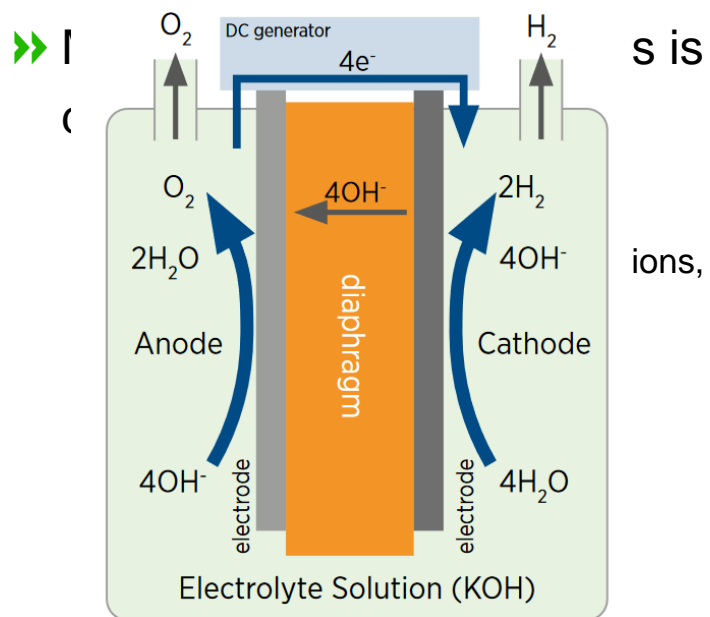 O₂
DC generator
H₂
s is
4e⁻
O₂
4OH⁻
2H₂
2H₂O
4OH⁻
ions,
diaphragm
Anode
Cathode
4OH⁻
electrode
electrode
4H₂O
Electrolyte Solution (KOH)